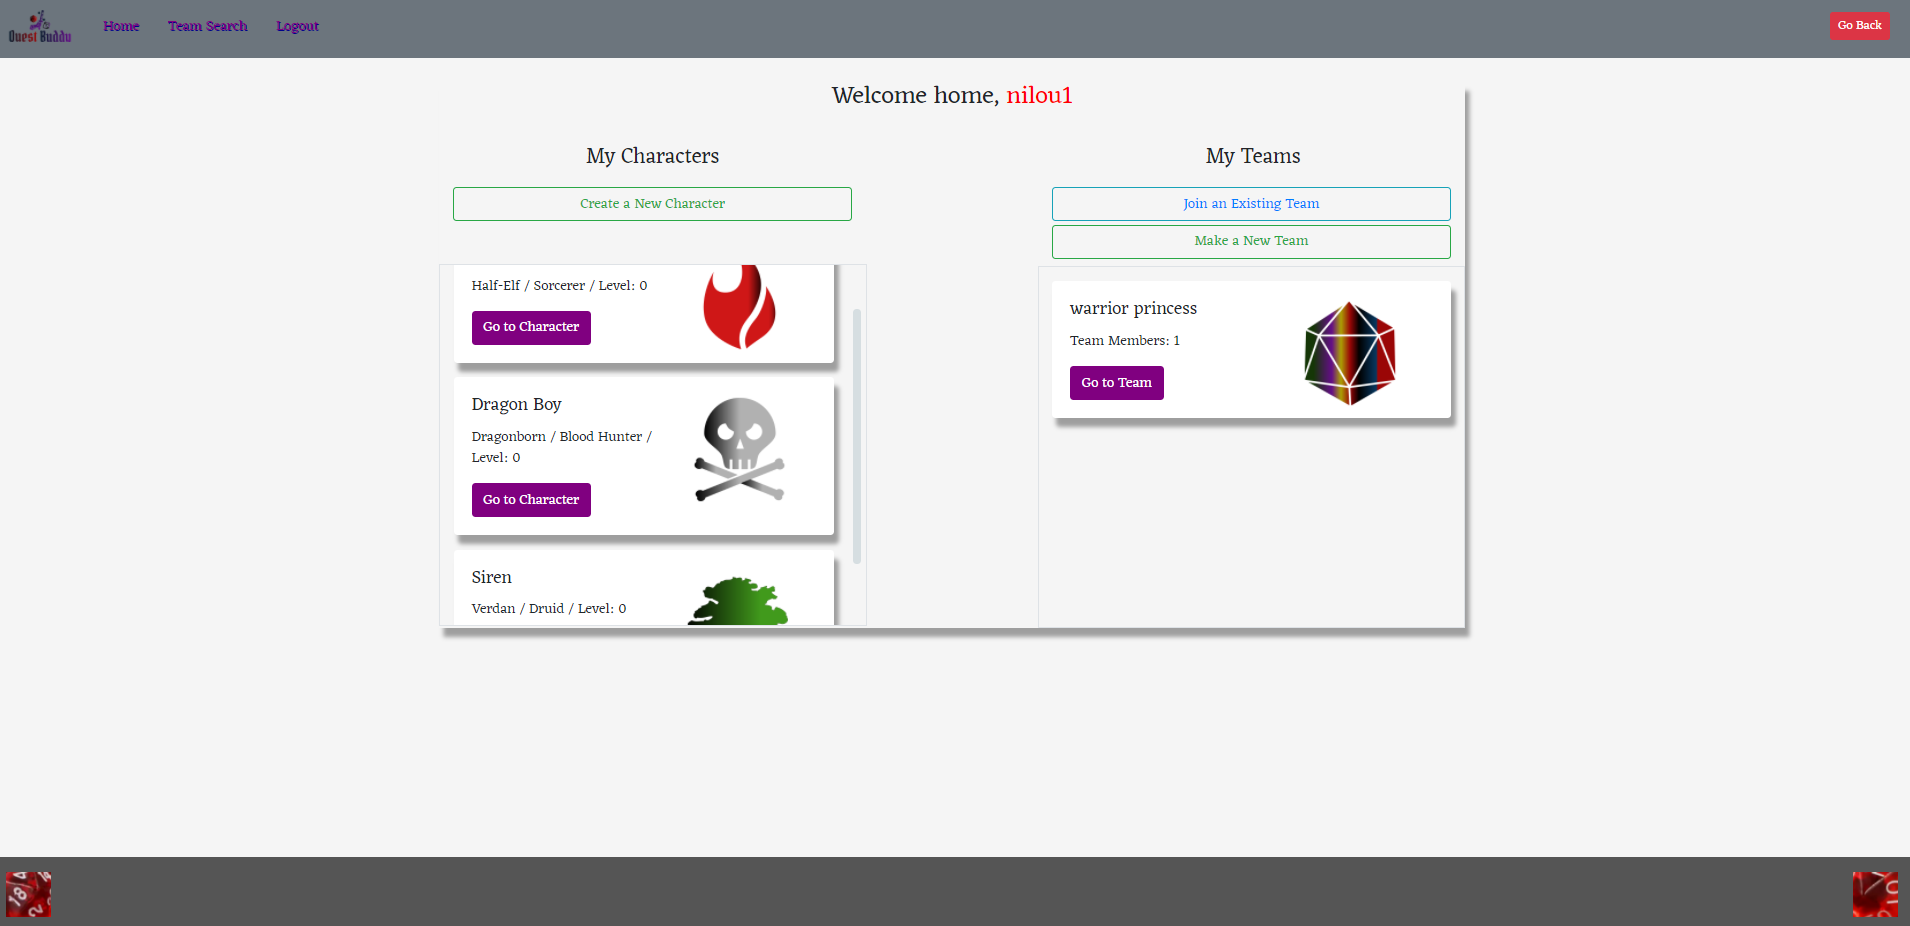 Quest Buddy
Home
Team Search
Logout
Go Back
Welcome home, nilou1
My Characters
Create a New Character
Half-Elf / Sorcerer / Level: 0
Go to Character
Dragon Boy
Dragonborn / Blood Hunter /
Level: 0
Go to Character
Siren
Verdan / Druid / Level: 0
My Teams
Join an Existing Team
Make a New Team
warrior princess
Team Members: 1
Go to Team
18
2